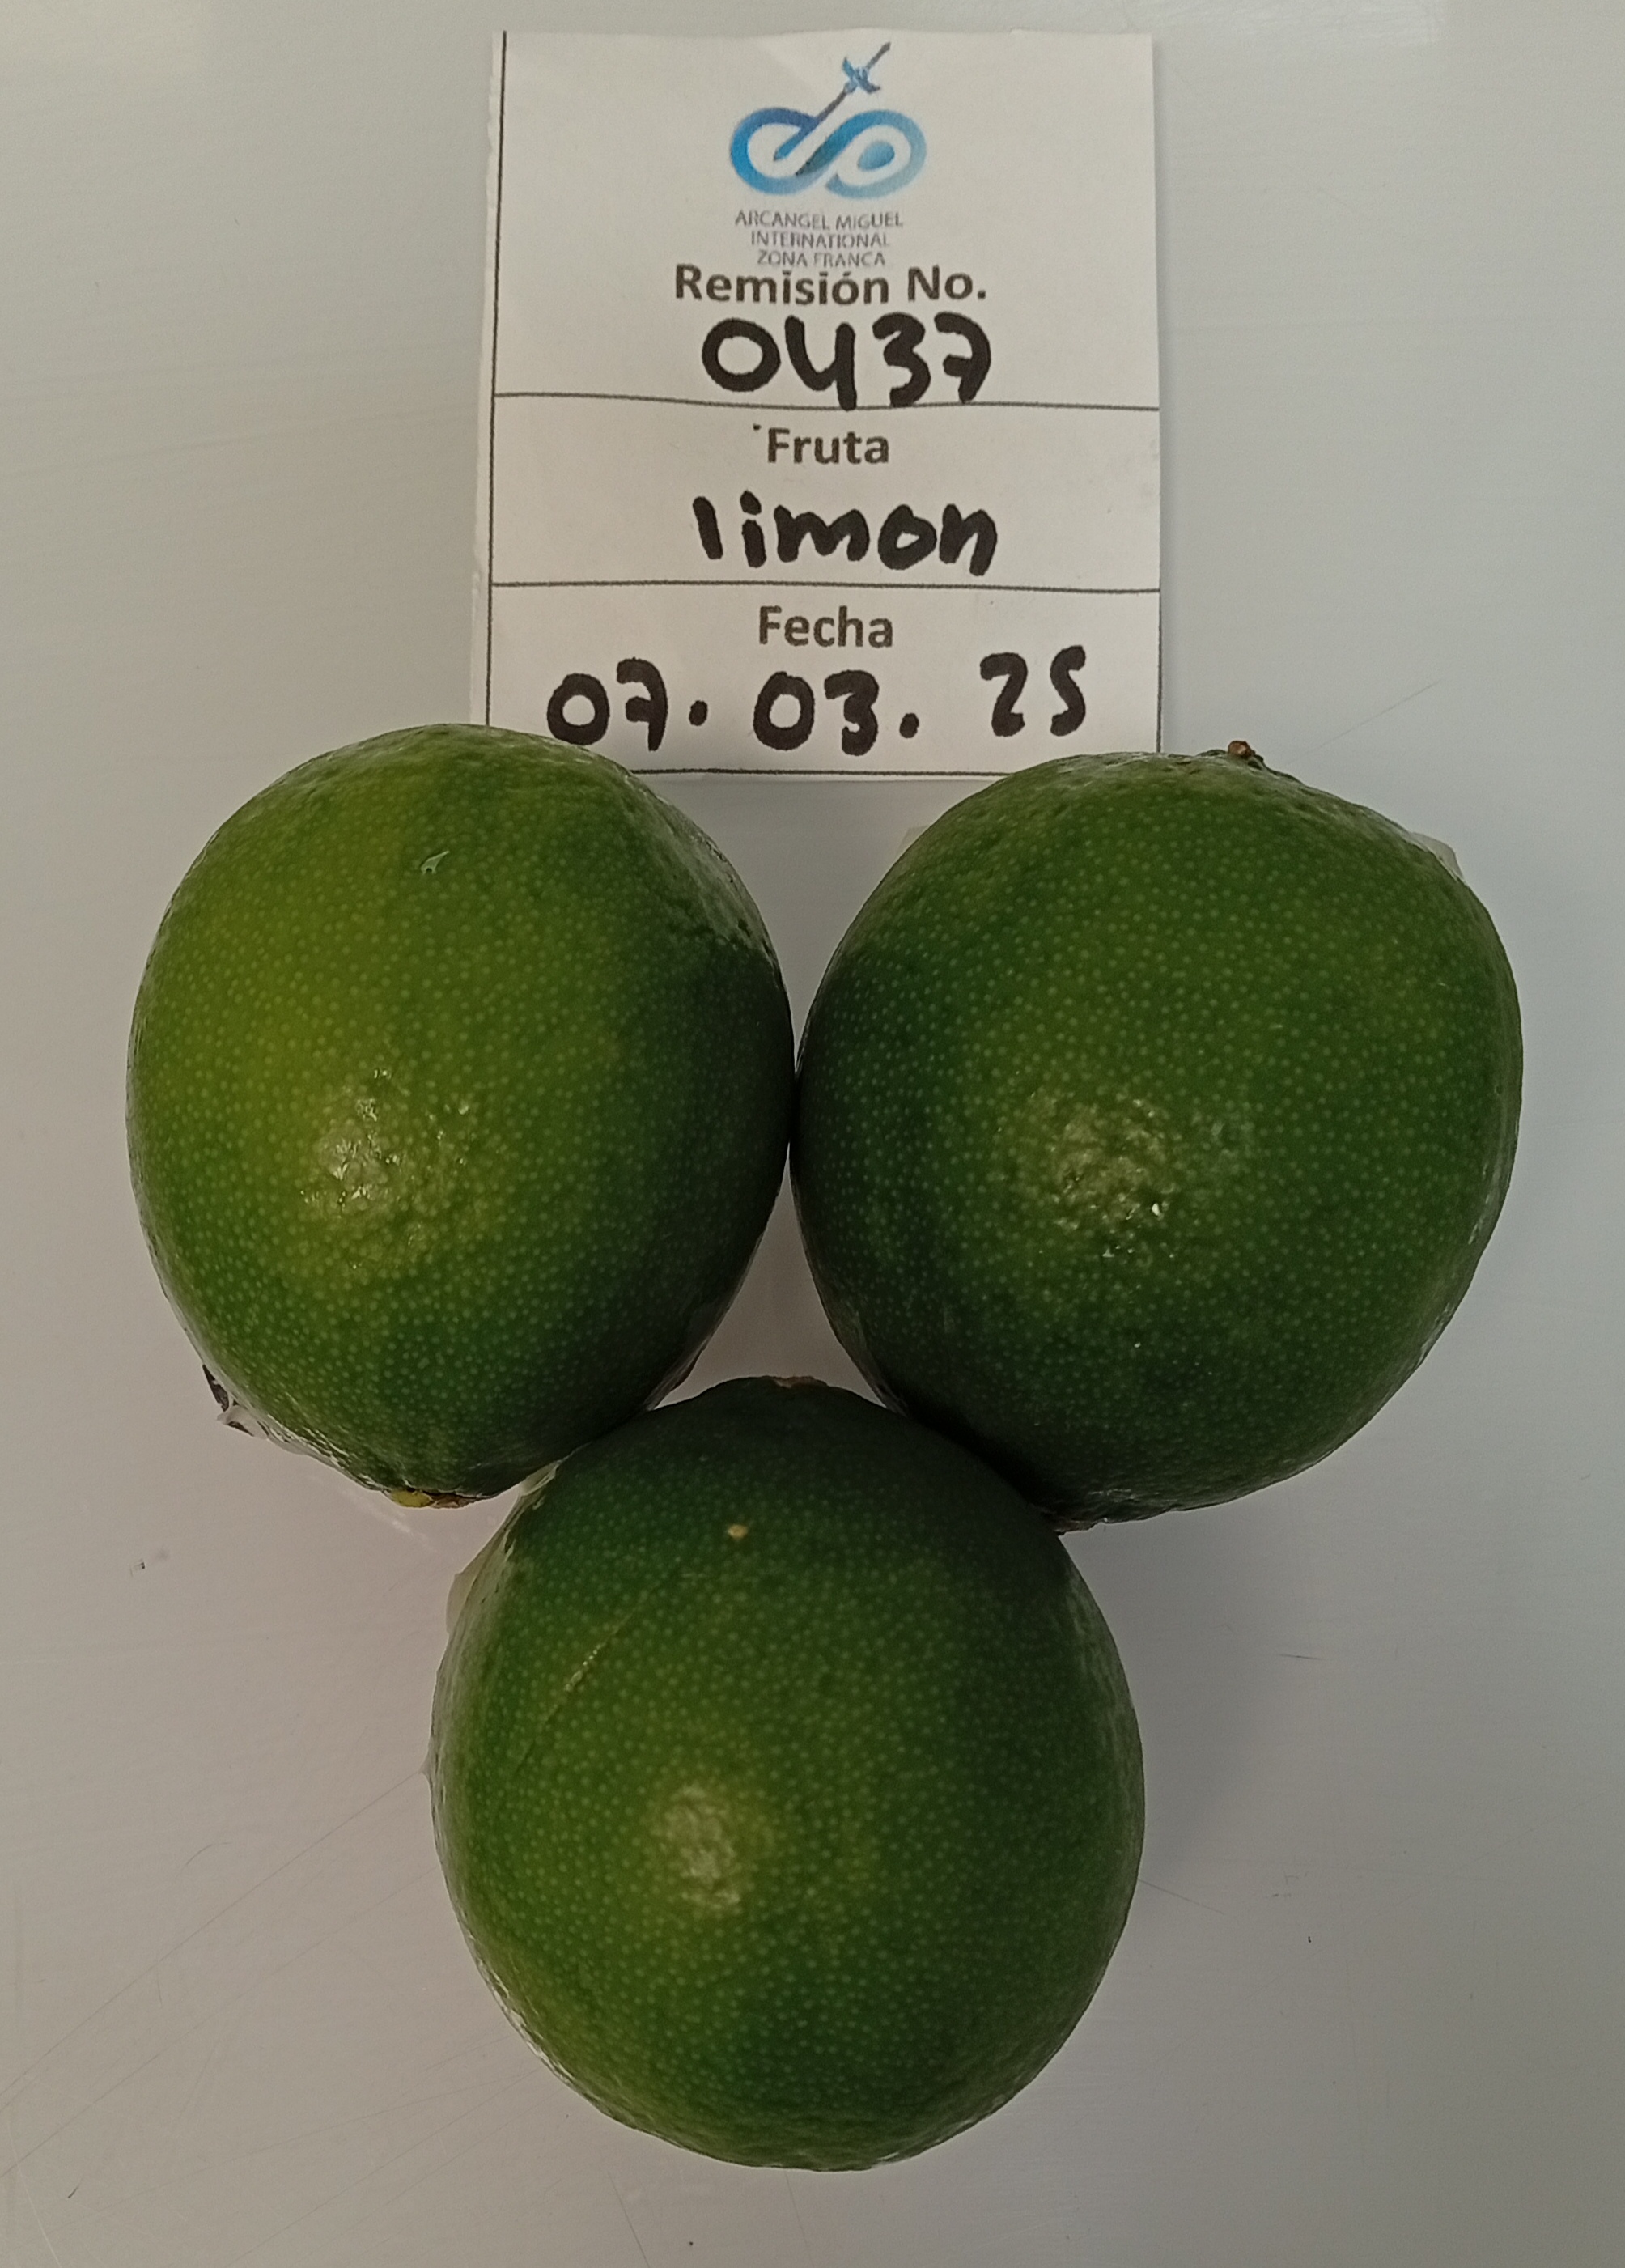 ARCANGEL MIGUEL
INTERNATIONAL
ZONA FRANCA
Remisión No.
0437
Fruta
limon
Fecha
07. 03. 25